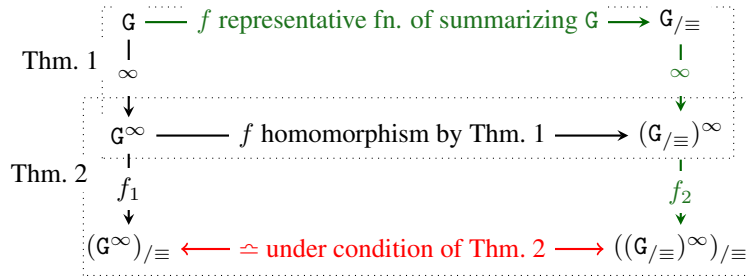 G f representative fn. of summarizing G G/≡
Thm. 1
∞ ∞
G^∞ f homomorphism by Thm. 1 (G/≡)^∞
Thm. 2
f₁ f₂
(G^∞)/≡ ≏ under condition of Thm. 2 ((G/≡)^∞)/≡